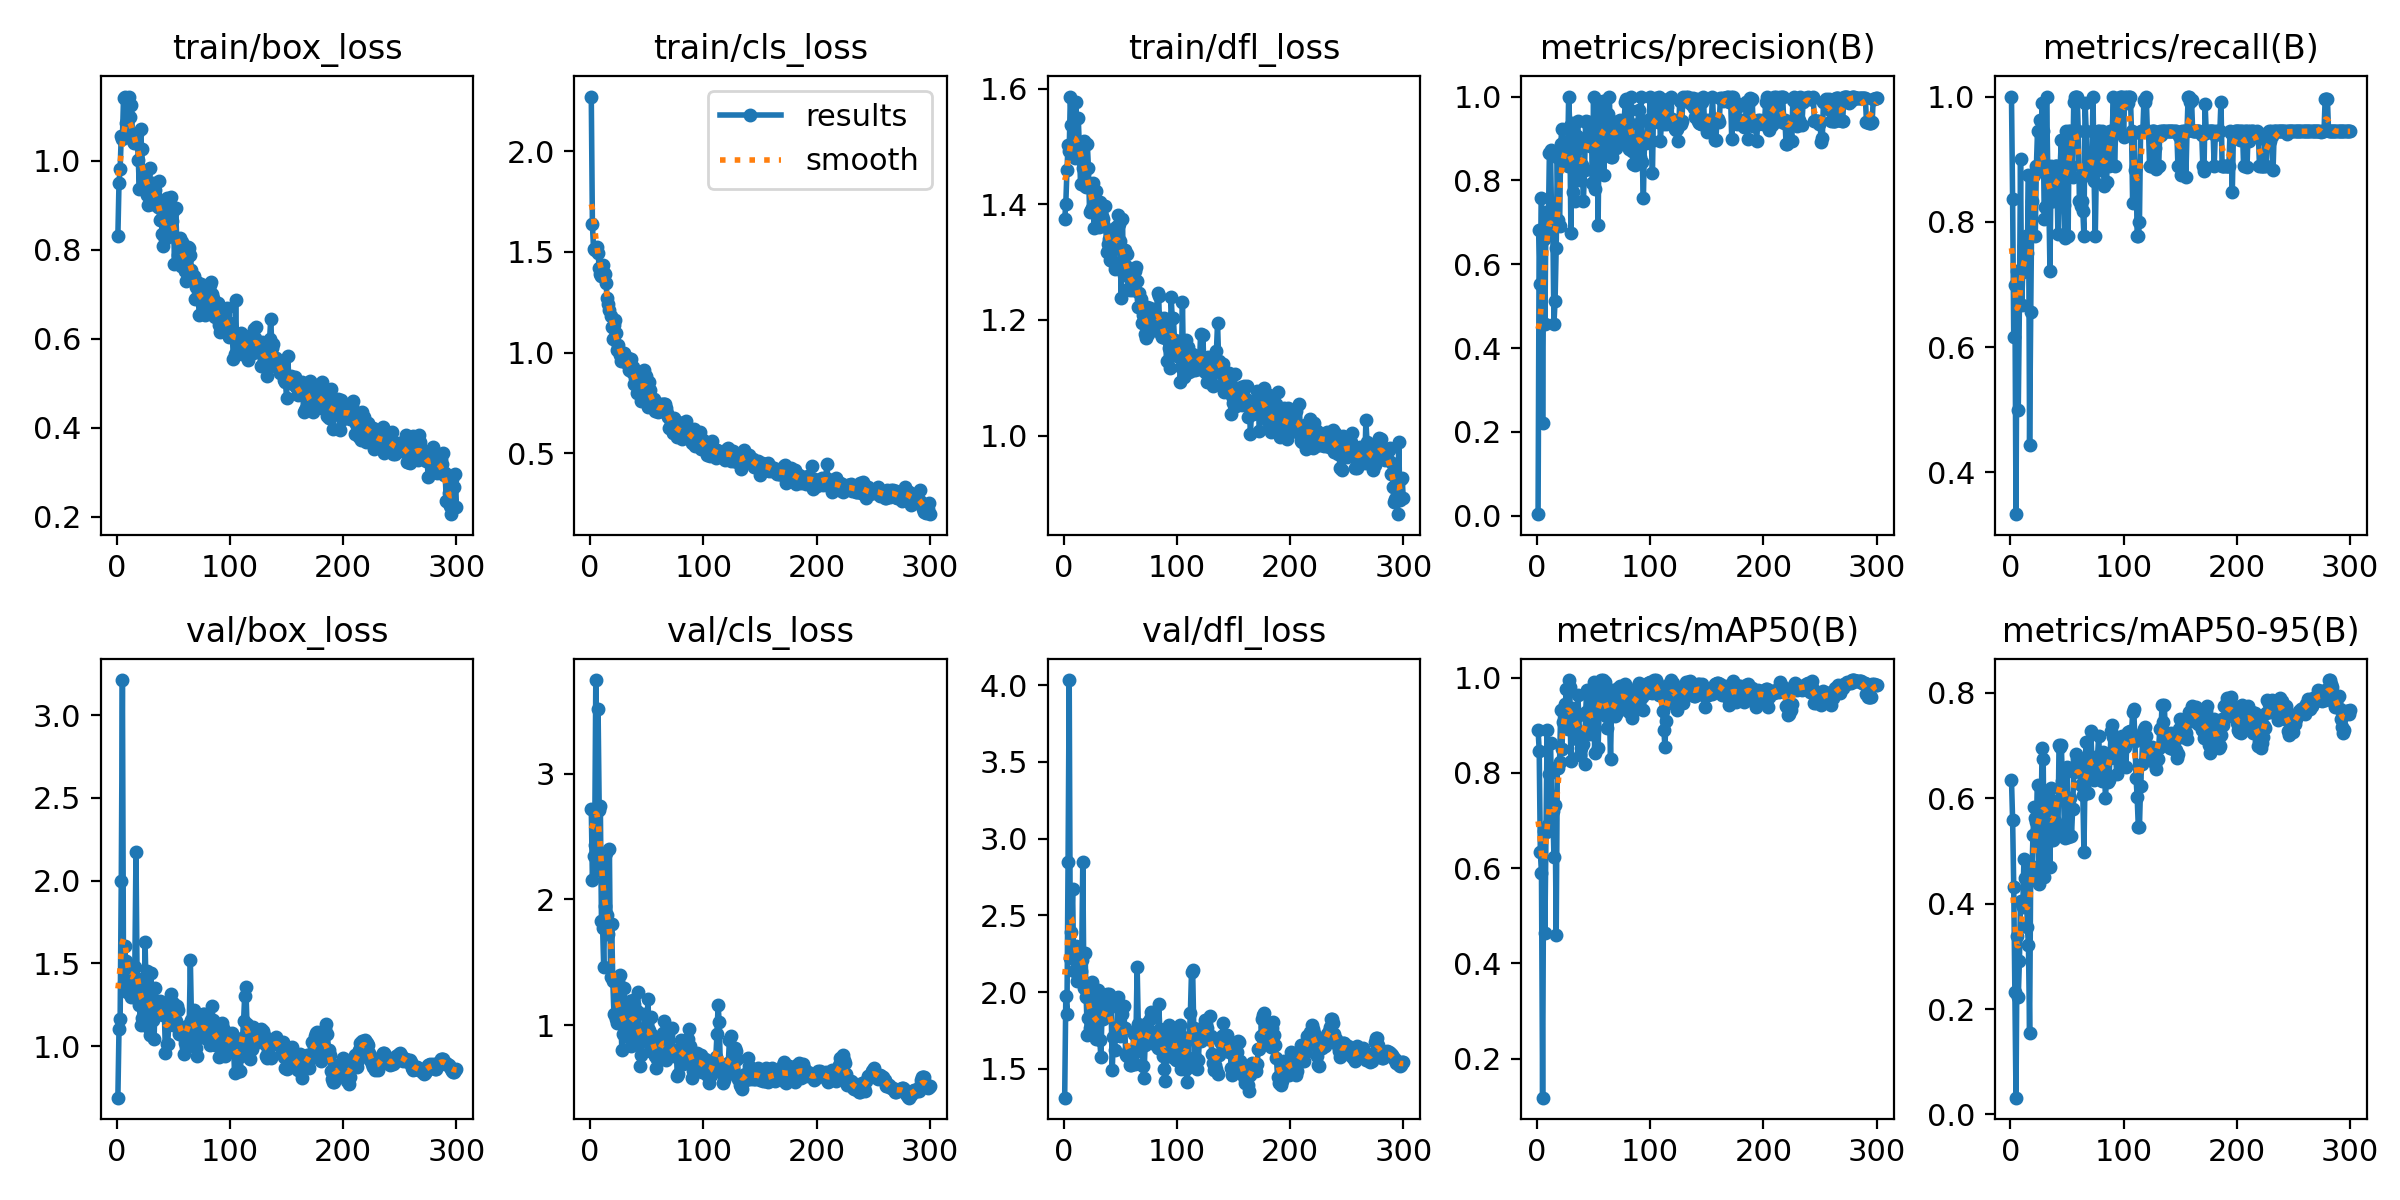 train/box_loss
1.0
0.8
0.6
0.4
0.2
0 100 200 300
train/cls_loss
results
smooth
2.0
1.5
1.0
0.5
0 100 200 300
train/dfl_loss
1.6
1.4
1.2
1.0
0 100 200 300
metrics/precision(B)
1.0
0.8
0.6
0.4
0.2
0.0
0 100 200 300
metrics/recall(B)
1.0
0.8
0.6
0.4
0 100 200 300
val/box_loss
3.0
2.5
2.0
1.5
1.0
0 100 200 300
val/cls_loss
3
2
1
0 100 200 300
val/dfl_loss
4.0
3.5
3.0
2.5
2.0
1.5
0 100 200 300
metrics/mAP50(B)
1.0
0.8
0.6
0.4
0.2
0 100 200 300
metrics/mAP50-95(B)
0.8
0.6
0.4
0.2
0.0
0 100 200 300